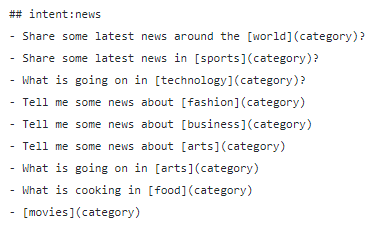 ## intent:news
- Share some latest news around the [world](category)?
- Share some latest news in [sports](category)?
- What is going on in [technology](category)?
- Tell me some news about [fashion](category)
- Tell me some news about [business](category)
- Tell me some news about [arts](category)
- What is going on in [arts](category)
- What is cooking in [food](category)
- [movies](category)